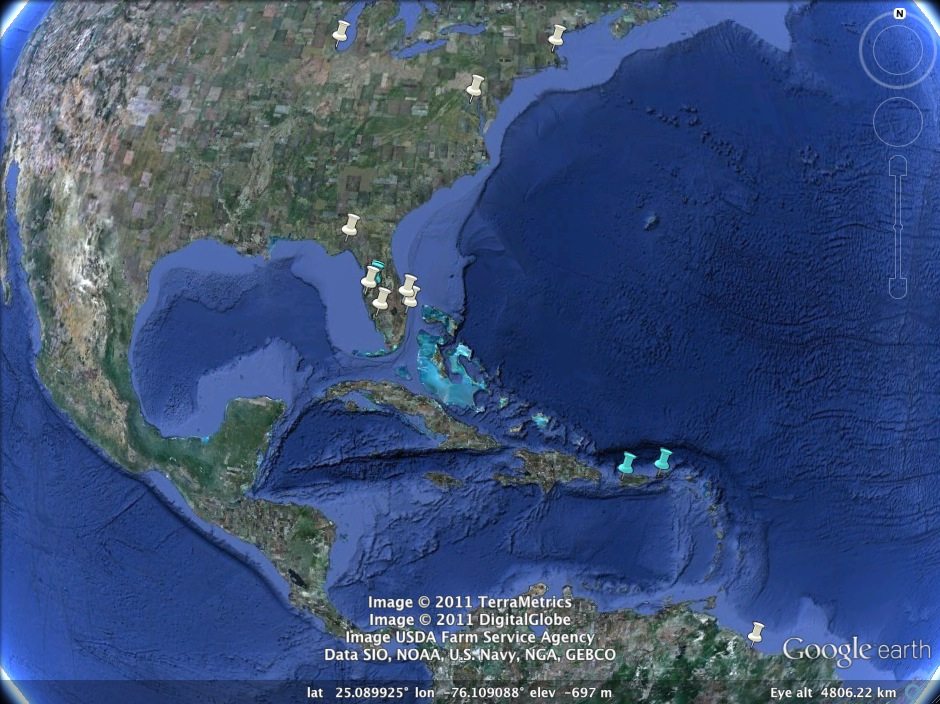 N
Image © 2011 TerraMetrics
Image © 2011 DigitalGlobe
Image USDA Farm Service Agency
Data SIO, NOAA, U.S. Navy, NGA, GEBCO
Google earth
lat 25.089925° lon -76.109088° elev -697 m
Eye alt 4806.22 km